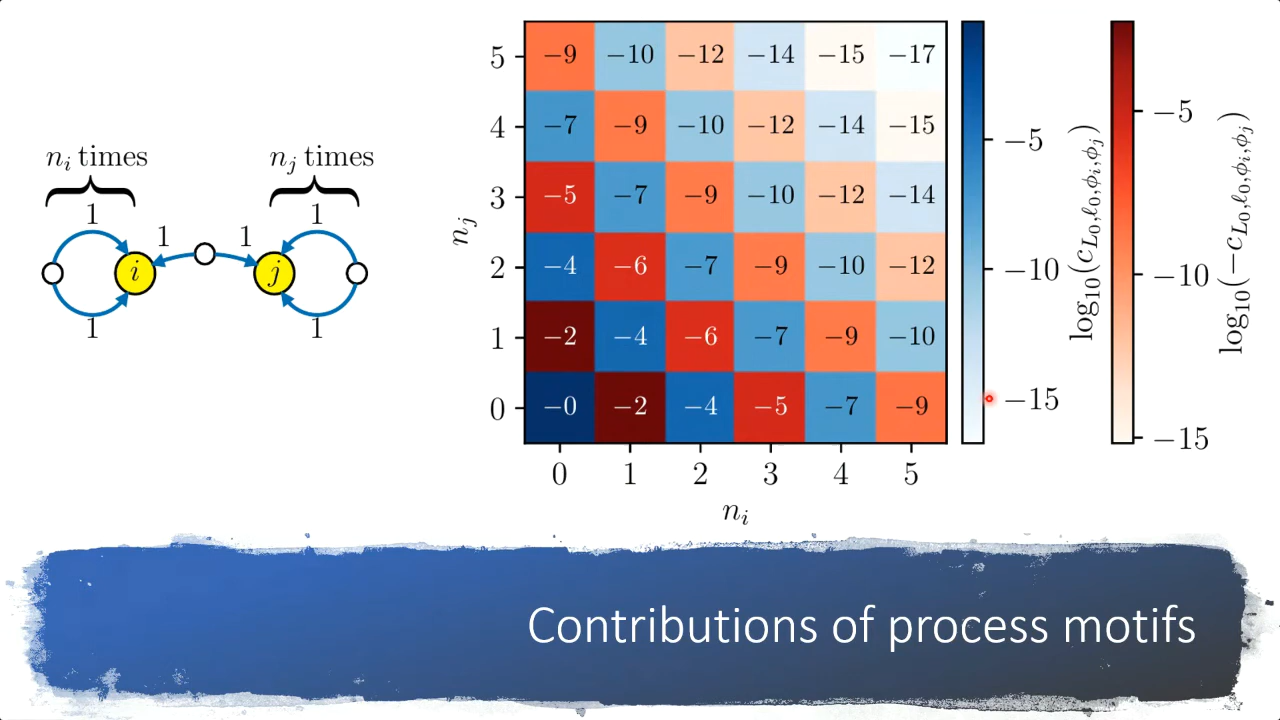 n_i times
n_j times
1
1
1
1
i
j
1
1
n_j
5
−9 −10 −12 −14 −15 −17
4
−7 −9 −10 −12 −14 −15
3
−5 −7 −9 −10 −12 −14
2
−4 −6 −7 −9 −10 −12
1
−2 −4 −6 −7 −9 −10
0
−0 −2 −4 −5 −7 −9
0 1 2 3 4 5
n_i
−5
−10
−15
log₁₀(c_{L₀,ℓ₀,ϕ_i,ϕ_j})
−5
−10
−15
log₁₀(−c_{L₀,ℓ₀,ϕ_i,ϕ_j})
Contributions of process motifs